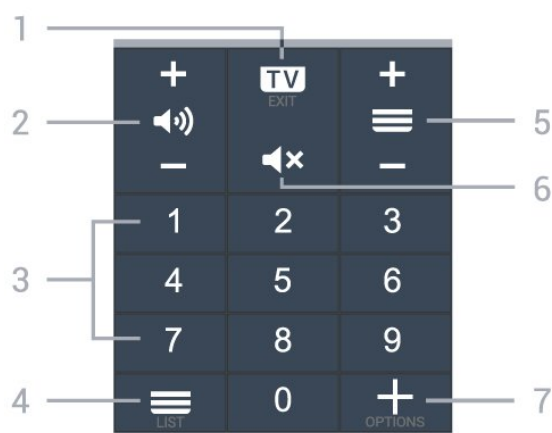 1
+ TV +
EXIT
2 5
- -
6
1 2 3
3 4 5 6
7 8 9
4 0 + 7
LIST OPTIONS